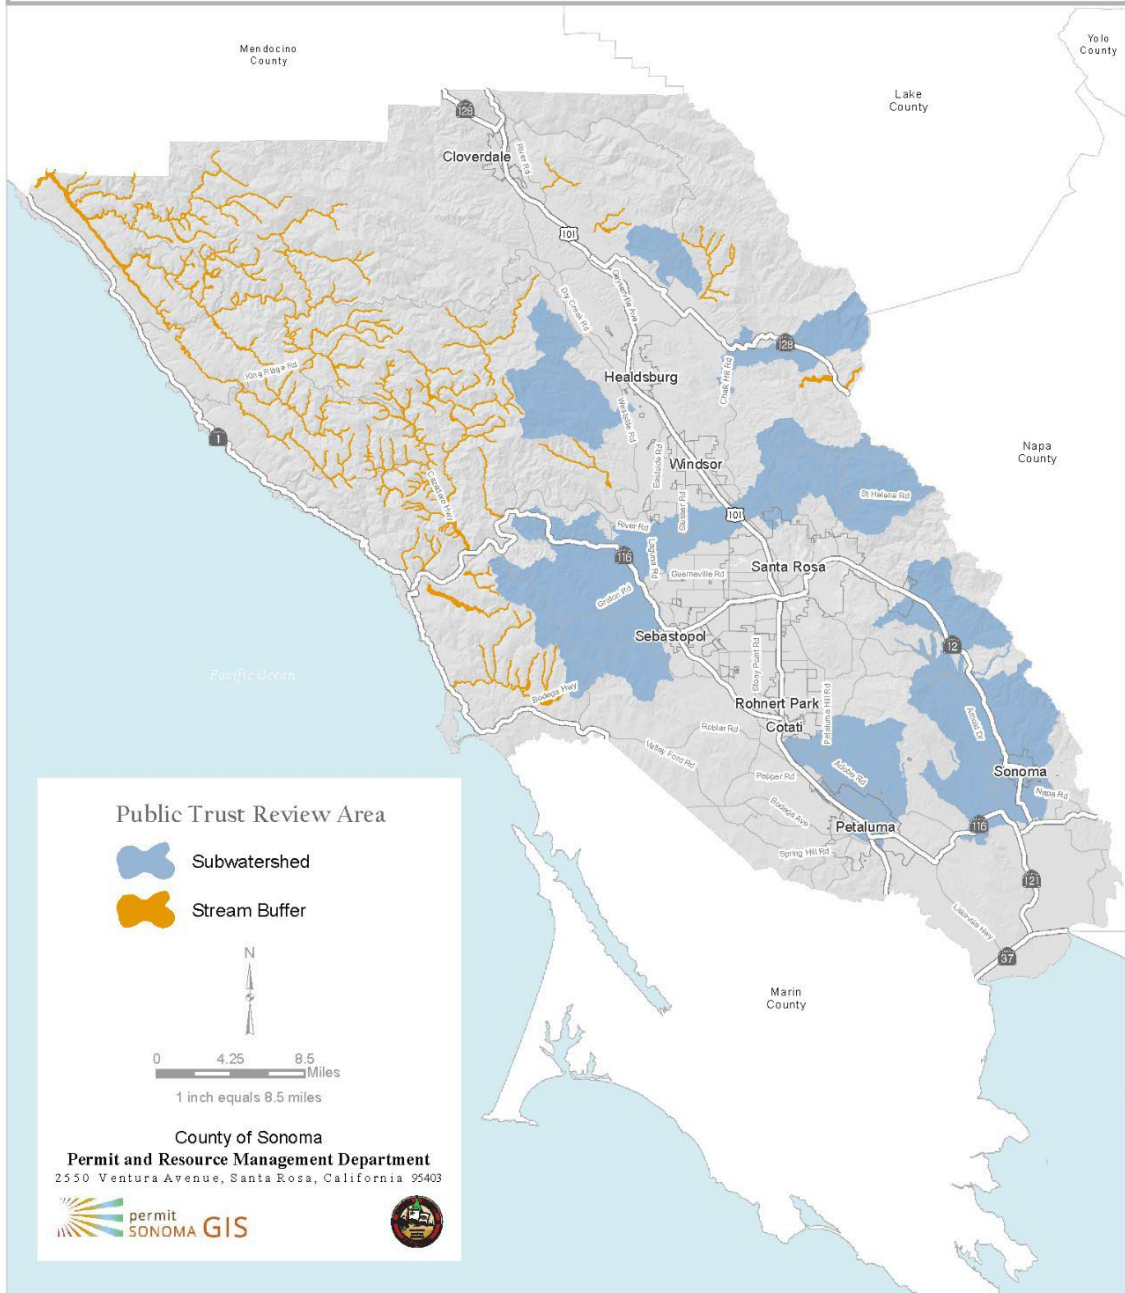 Mendocino
County
Yolo
County
Lake
County
128
Cloverdale
River Rd
101
Geyserville Ave
Dry Creek Rd
128
King Ridge Rd
Healdsburg
Chalk Hill Rd
Westside Rd
1
Napa
County
Eastside Rd
Windsor
Cazadero Hwy
St Helena Rd
Slusser Rd
101
River Rd
116
Laguna Rd
Guerneville Rd
Santa Rosa
Graton Rd
Sebastopol
12
Stony Point Rd
Pacific Ocean
Bodega Hwy
Petaluma Hill Rd
Rohnert Park
Cotati
Arnold Dr
Roblar Rd
Valley Ford Rd
Adobe Rd
Sonoma
Pepper Rd
Napa Rd
Bodega Ave
Petaluma
116
Spring Hill Rd
121
Lakeville Hwy
37
Marin
County
Public Trust Review Area
Subwatershed
Stream Buffer
N
0 4.25 8.5
Miles
1 inch equals 8.5 miles
County of Sonoma
Permit and Resource Management Department
2550 Ventura Avenue, Santa Rosa, California 95403
permit
SONOMA GIS